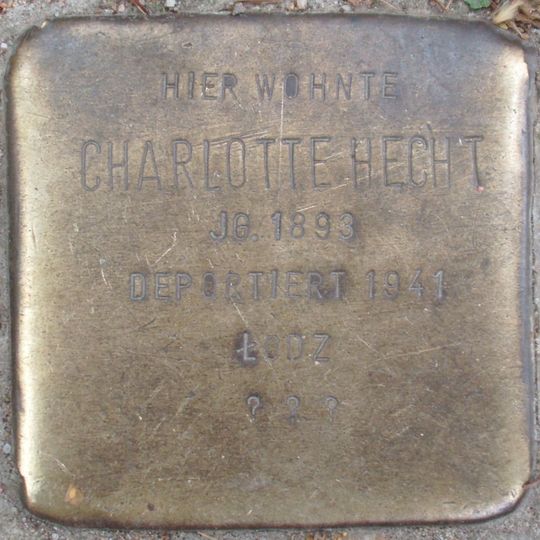 HIER WOHNTE
CHARLOTTE HECHT
JG. 1893
DEPORTIERT 1941
ŁODZ
? ? ?